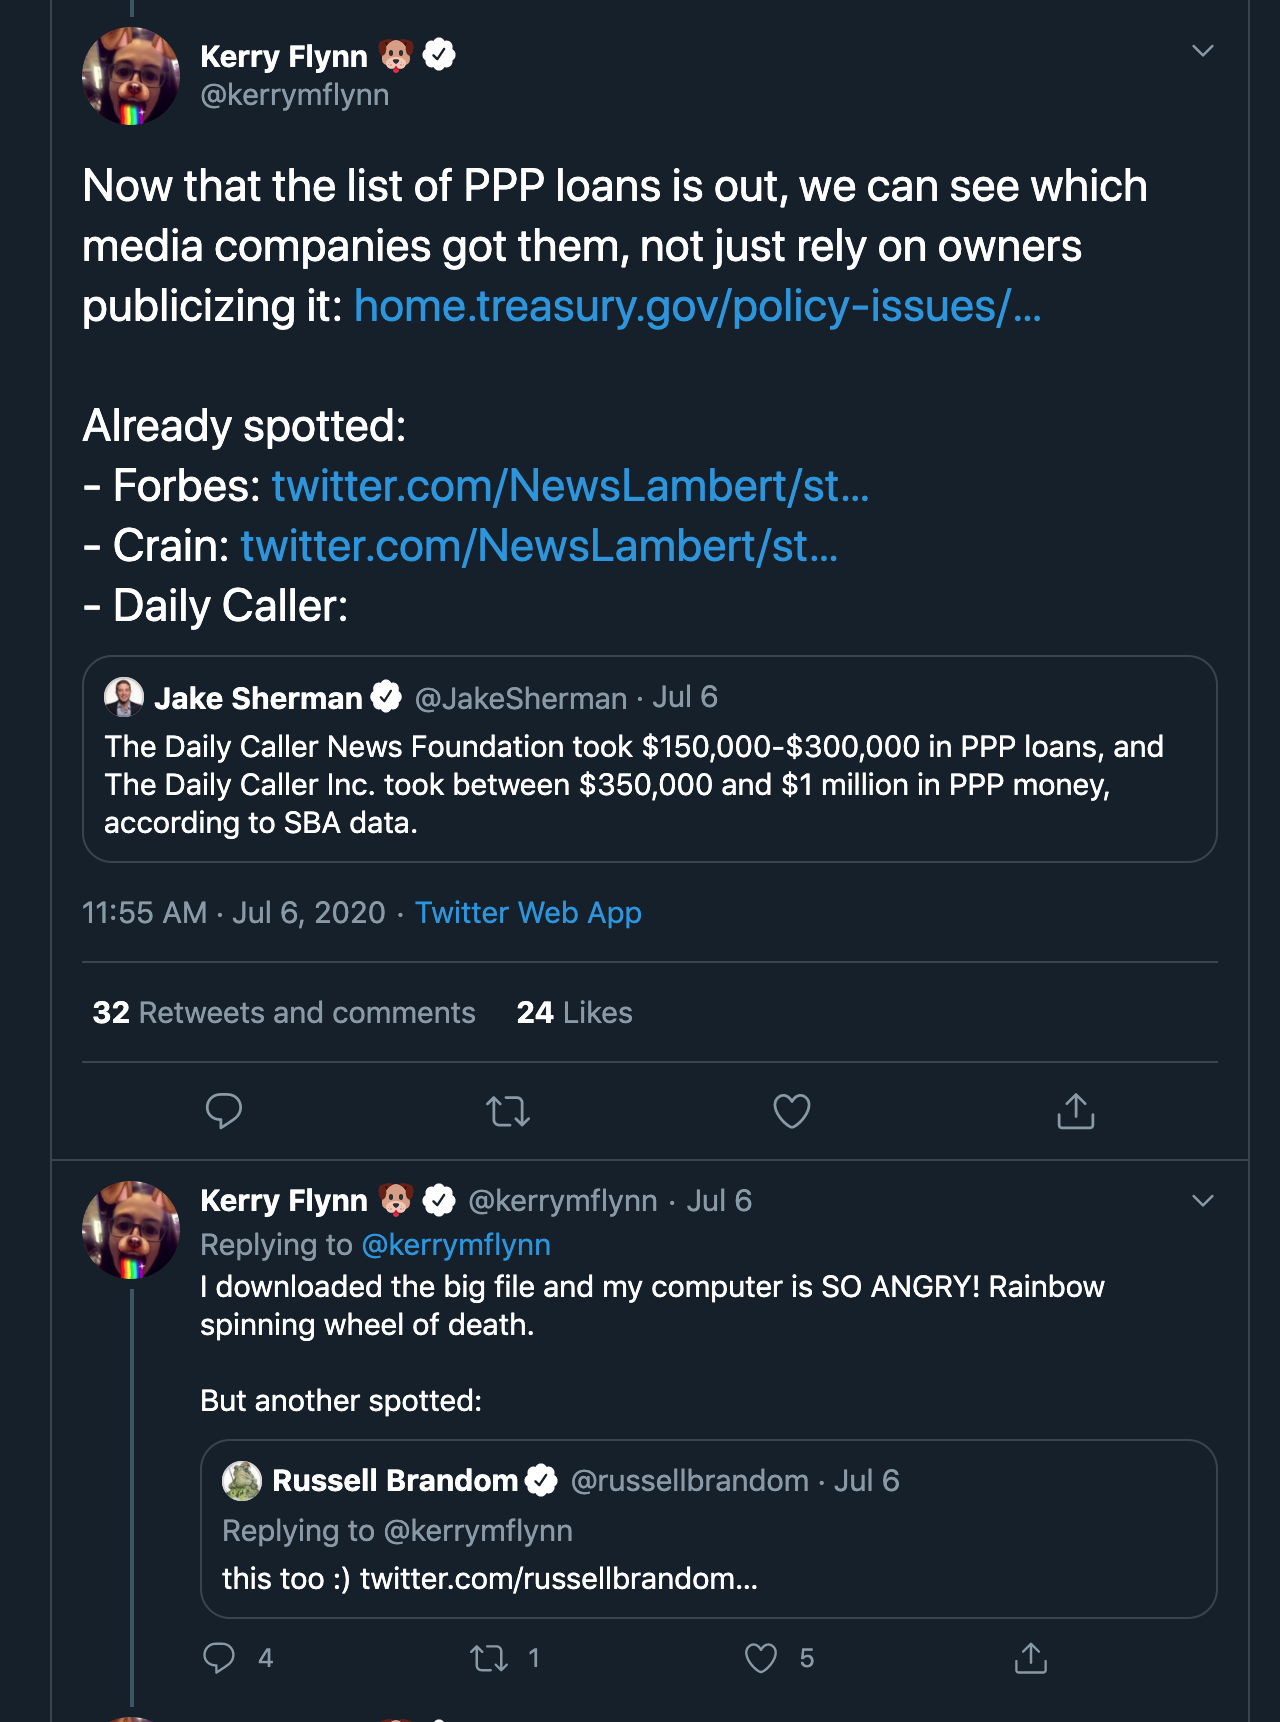 Kerry Flynn
@kerrymflynn
Now that the list of PPP loans is out, we can see which
media companies got them, not just rely on owners
publicizing it: home.treasury.gov/policy-issues/...
Already spotted:
- Forbes: twitter.com/NewsLambert/st...
- Crain: twitter.com/NewsLambert/st...
- Daily Caller:
Jake Sherman @JakeSherman · Jul 6
The Daily Caller News Foundation took $150,000-$300,000 in PPP loans, and
The Daily Caller Inc. took between $350,000 and $1 million in PPP money,
according to SBA data.
11:55 AM · Jul 6, 2020 · Twitter Web App
32 Retweets and comments 24 Likes
Kerry Flynn @kerrymflynn · Jul 6
Replying to @kerrymflynn
I downloaded the big file and my computer is SO ANGRY! Rainbow
spinning wheel of death.
But another spotted:
Russell Brandom @russellbrandom · Jul 6
Replying to @kerrymflynn
this too :) twitter.com/russellbrandom...
4 1 5